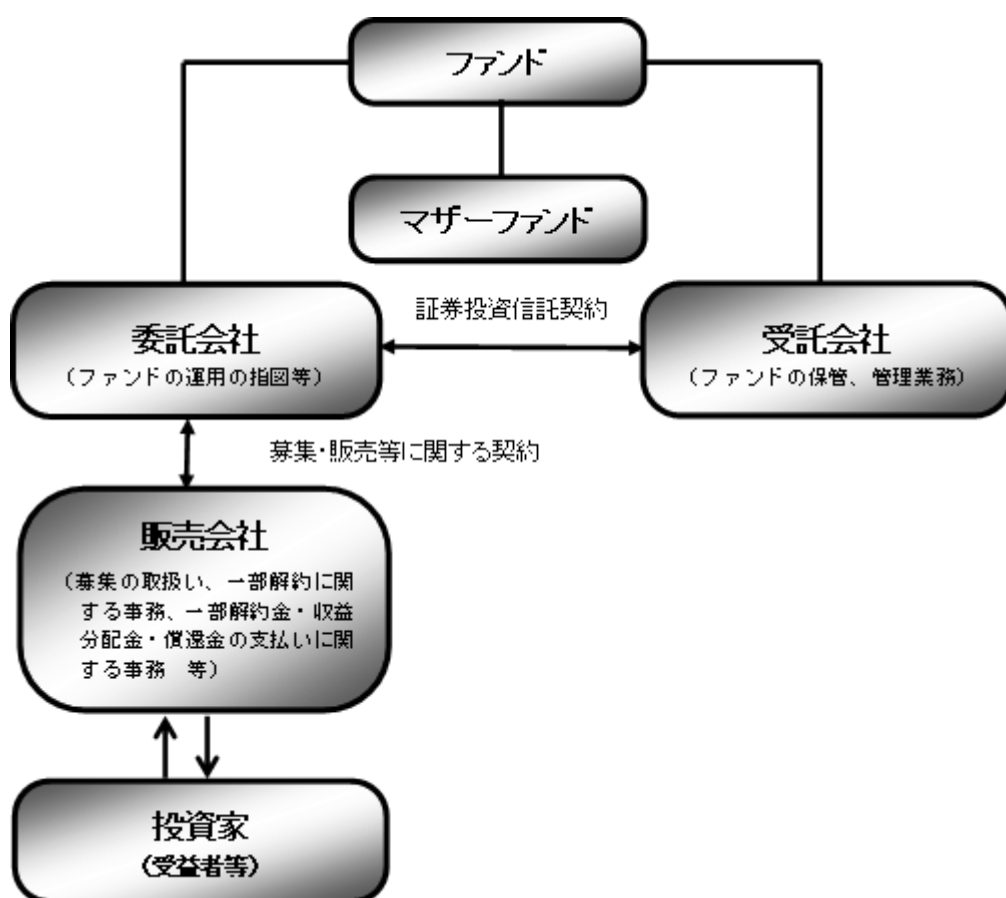 ファンド
マザーファンド
証券投資信託契約
委託会社
（ファンドの運用の指図等）
受託会社
（ファンドの保管、管理業務）
募集・販売等に関する契約
販売会社
（募集の取扱い、一部解約に関
する事務、一部解約金・収益
分配金・償還金の支払いに関
する事務　等）
投資家
（受益者等）